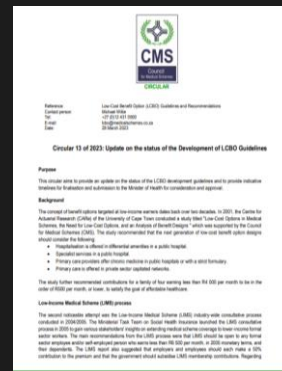 CMS
Council
for Medical Schemes
CIRCULAR
Reference Low-Cost Benefit Option (LCBO) Guidelines and Recommendations
Contact person Michael Willie
Tel
E-mail
Date 29 March 2023
Circular 13 of 2023: Update on the status of the Development of LCBO Guidelines
Purpose
This circular aims to provide an update on the status of the LCBO development guidelines and to provide indicative
timelines for finalisation and submission to the Minister of Health for consideration and approval.
Background
The concept of benefit options targeted at low-income earners dates back over two decades. In 2001, the Centre for
Actuarial Research (CARe) of the University of Cape Town conducted a study titled "Low-Cost Options in Medical
Schemes, the Need for Low-Cost Options, and an Analysis of Benefit Designs" which was supported by the Council
for Medical Schemes (CMS). The study recommended that the next generation of low-cost benefit option designs
should consider the following:
• Hospitalisation is offered in differential amenities in a public hospital.
• Specialist services in a public hospital.
• Primary care providers offer chronic medicine in public hospitals or with a strict formulary.
• Primary care is offered in private sector capitated networks.
The study further recommended contributions for a family of four earning less than R4 000 per month to be in the
order of R590 per month, or lower, to satisfy the goal of affordable healthcare.
Low-Income Medical Scheme (LIMS) process
The second noticeable attempt was the Low-Income Medical Scheme (LIMS) industry-wide consultative process
conducted in 2004/2005. The Ministerial Task Team on Social Health Insurance launched the LIMS consultative
process in 2005 to gain various stakeholders' insights on extending medical scheme coverage to lower-income formal
sector workers. The main recommendations from the LIMS process were that LIMS should be open to any formal
sector employee and/or self-employed person who earns less than R6 500 per month, in 2005 monetary terms, and
their dependants. The LIMS report also suggested that employers and employees should each make a 50%
contribution to the premium and that the government should subsidise LIMS membership contributions. Regarding